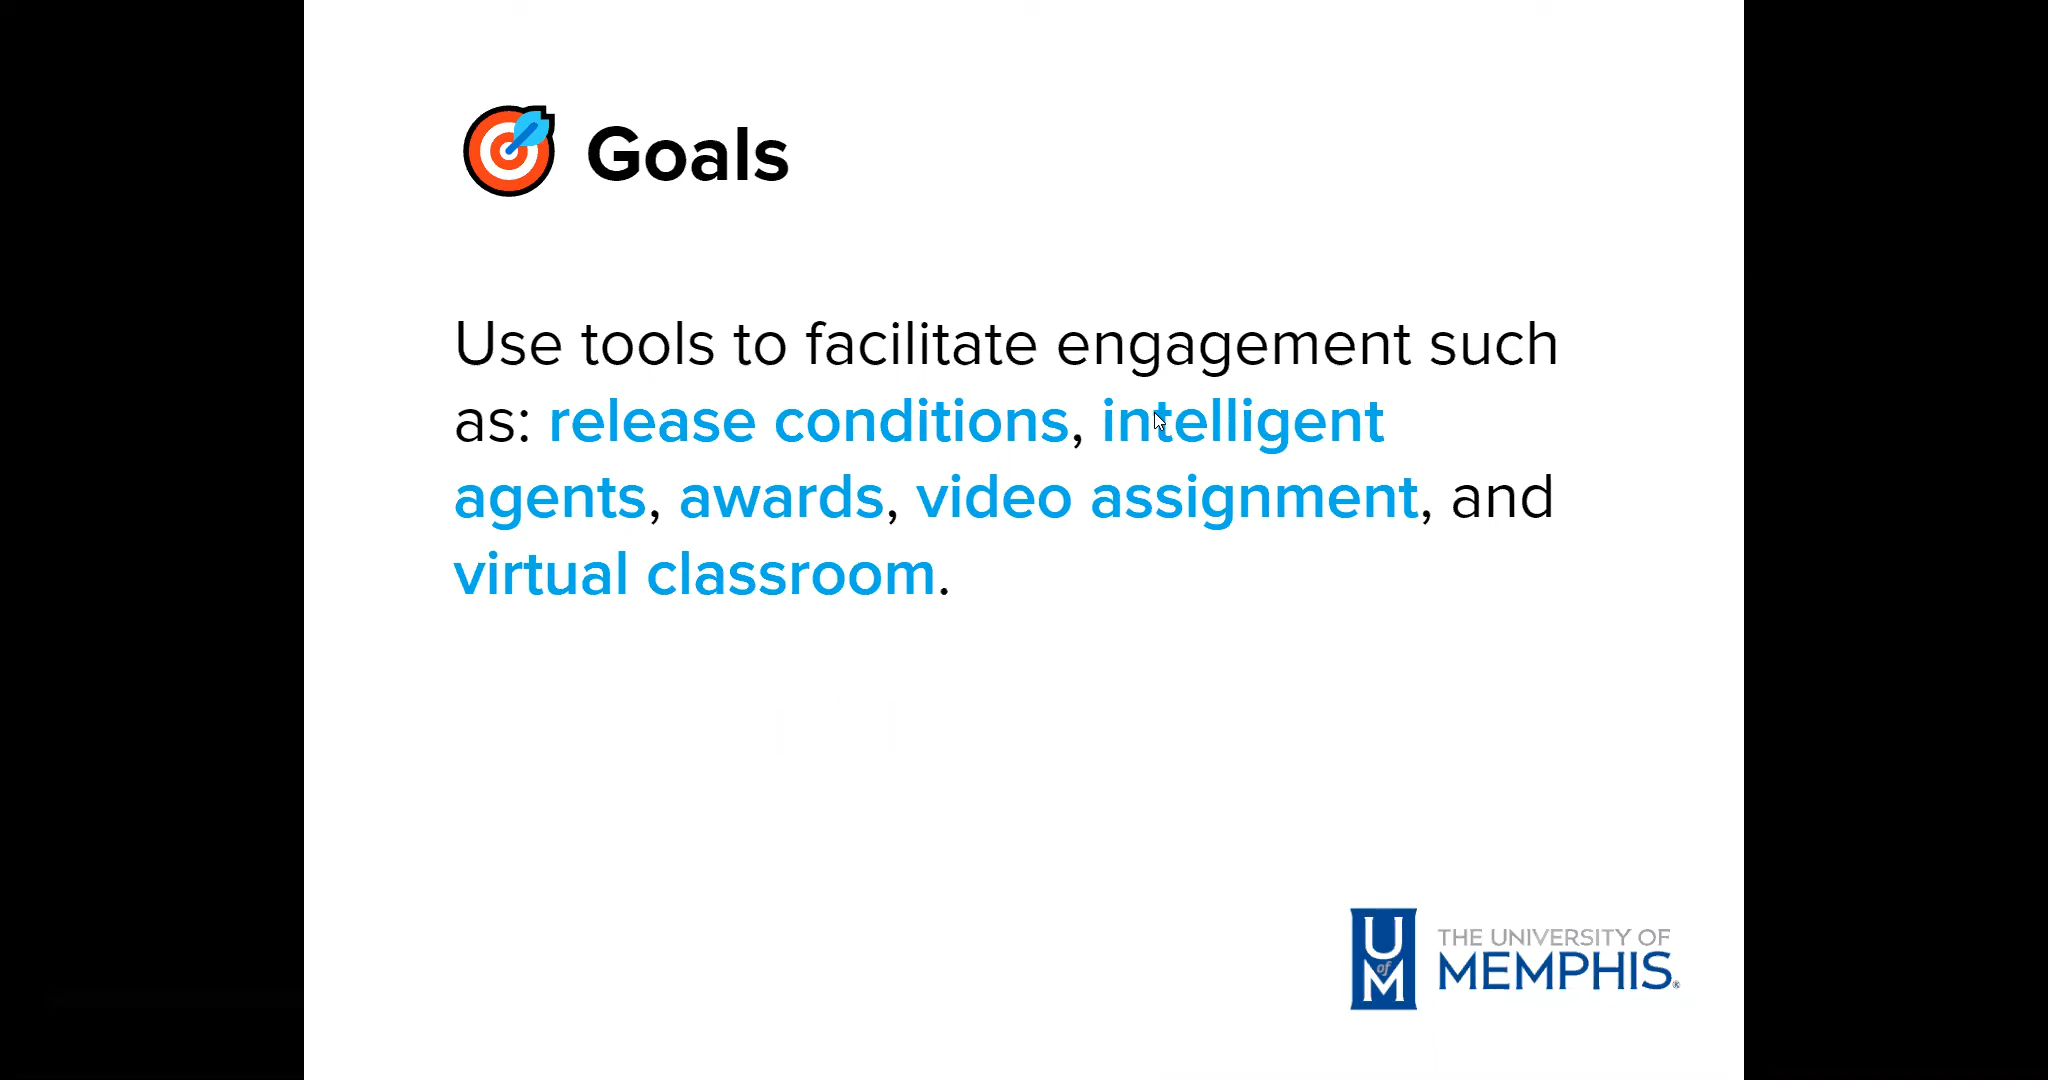 Goals
Use tools to facilitate engagement such
as: release conditions, intelligent
agents, awards, video assignment, and
virtual classroom.
U
of
M
THE UNIVERSITY OF
MEMPHIS®